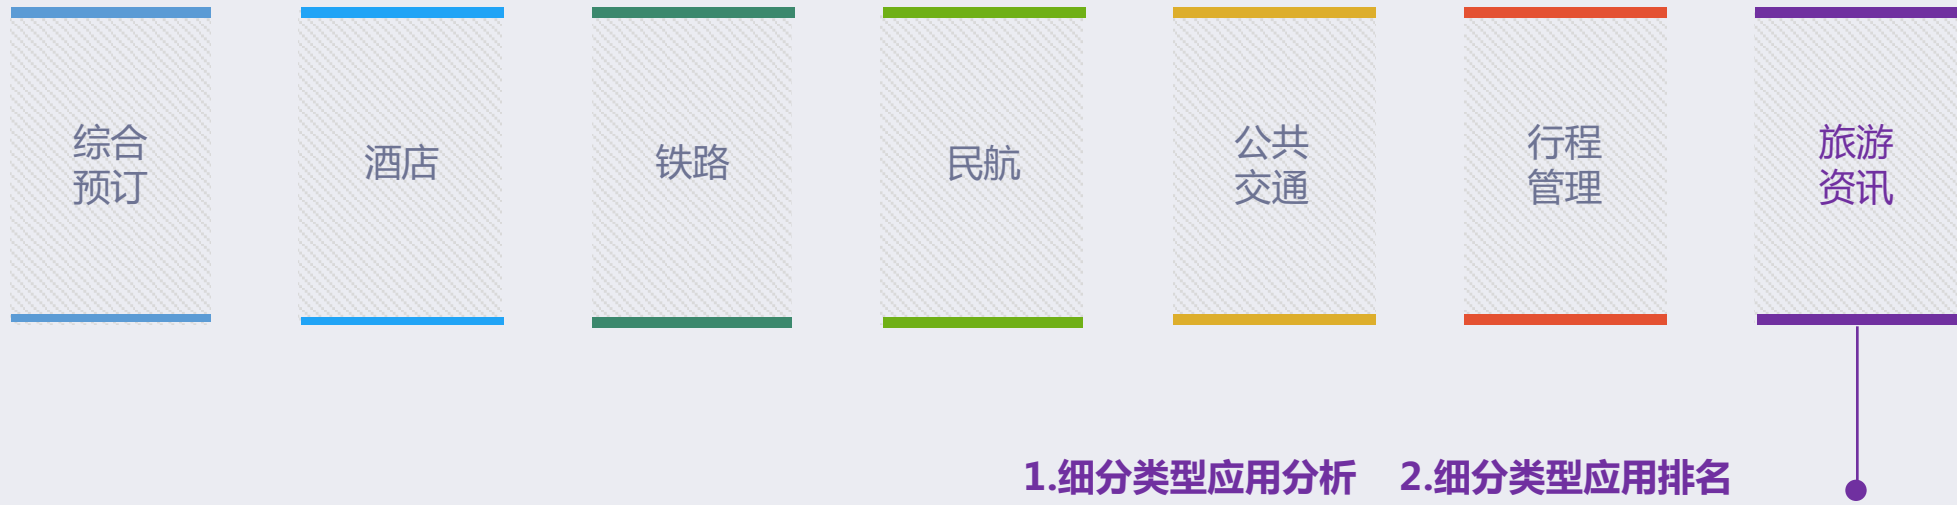 综合
预订
酒店
铁路
民航
公共
交通
行程
管理
旅游
资讯
1.细分类型应用分析 2.细分类型应用排名